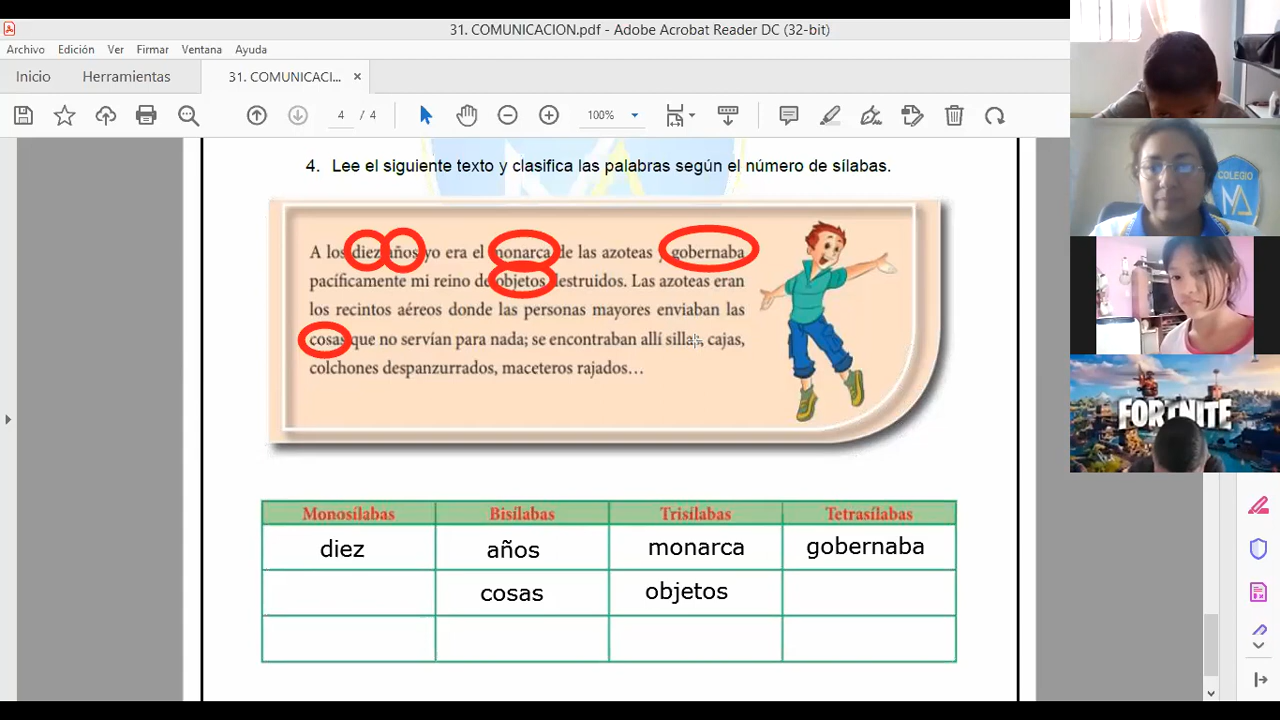 31. COMUNICACION.pdf - Adobe Acrobat Reader DC (32-bit)
Archivo Edición Ver Firmar Ventana Ayuda
Inicio Herramientas 31. COMUNICACI... ×
4 / 4 100%
4. Lee el siguiente texto y clasifica las palabras según el número de sílabas.
A los diez años yo era el monarca de las azoteas y gobernaba
pacíficamente mi reino de objetos destruidos. Las azoteas eran
los recintos aéreos donde las personas mayores enviaban las
cosas que no servían para nada; se encontraban allí sillas, cajas,
colchones despanzurrados, maceteros rajados…
Monosílabas Bisílabas Trisílabas Tetrasílabas
diez años monarca gobernaba
cosas objetos
COLEGIO
FORTNITE